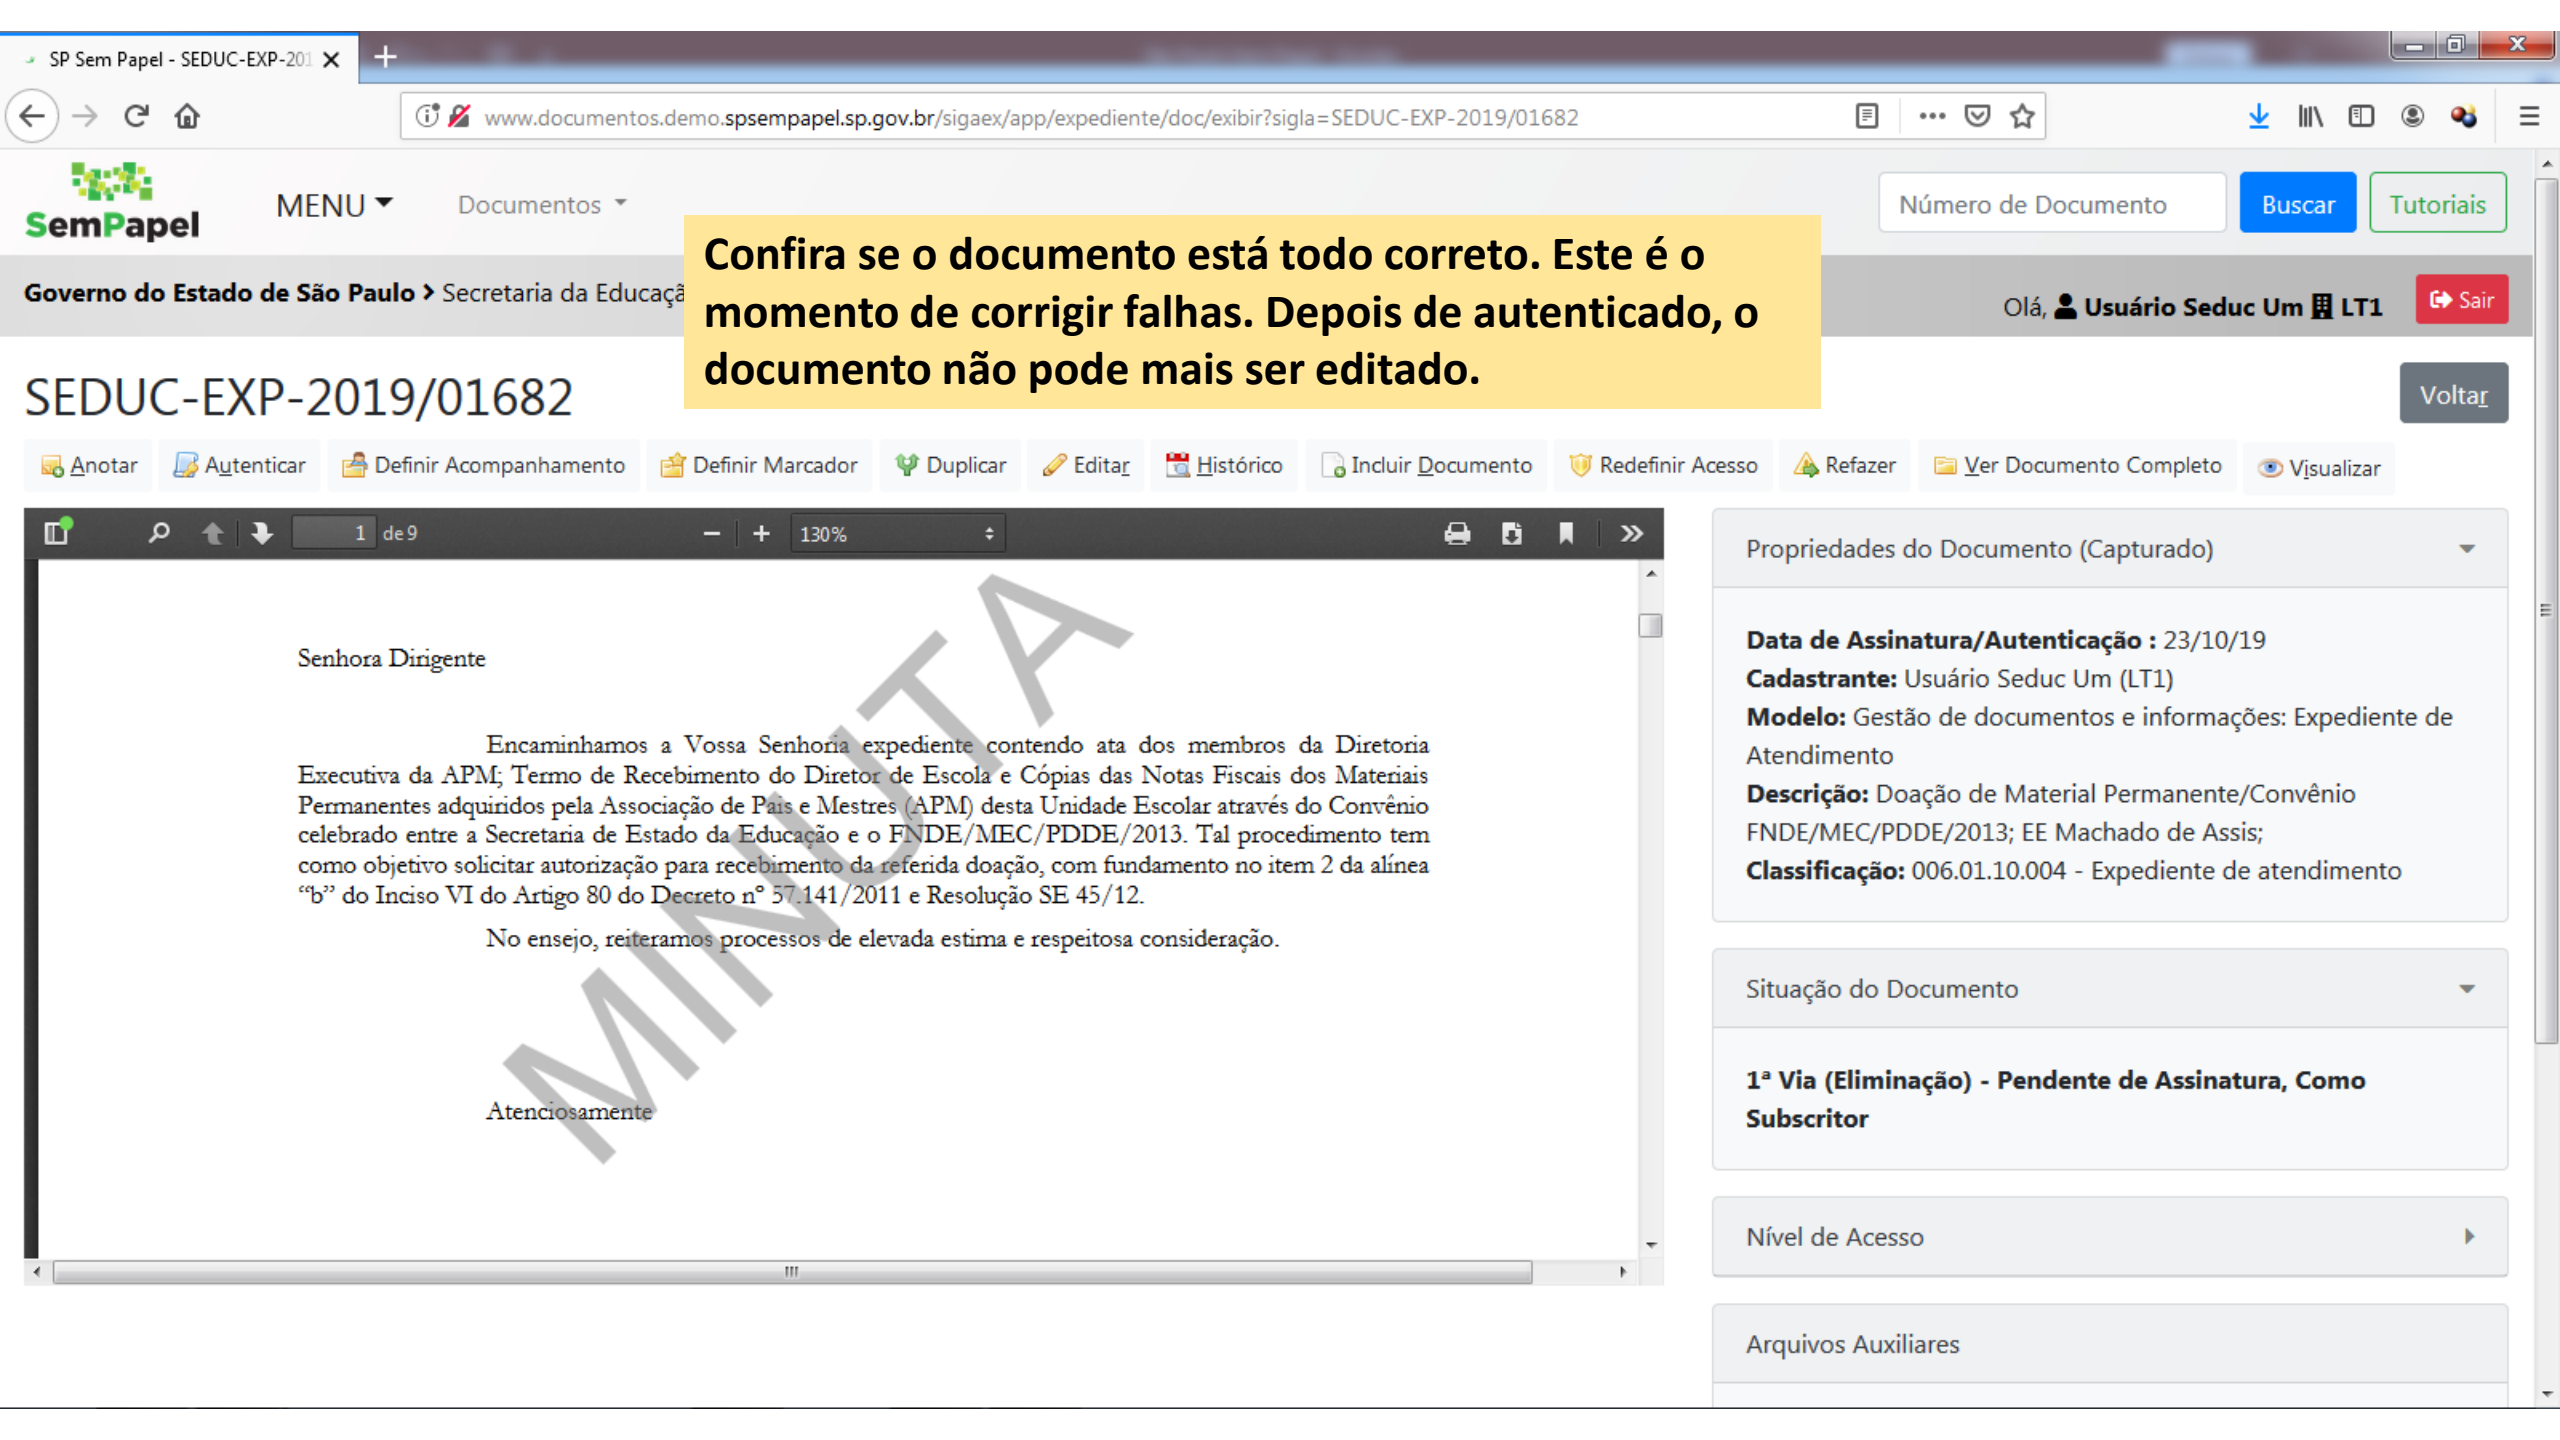 SP Sem Papel - SEDUC-EXP-201
www.documentos.demo.spsempapel.sp.gov.br/sigaex/app/expediente/doc/exibir?sigla=SEDUC-EXP-2019/01682
SemPapel
MENU
Documentos
Número de Documento
Buscar
Tutoriais
Confira se o documento está todo correto. Este é o
momento de corrigir falhas. Depois de autenticado, o
documento não pode mais ser editado.
Governo do Estado de São Paulo > Secretaria da Educaçã
Olá, Usuário Seduc Um LT1
Sair
SEDUC-EXP-2019/01682
Voltar
Anotar
Autenticar
Definir Acompanhamento
Definir Marcador
Duplicar
Editar
Histórico
Incluir Documento
Redefinir Acesso
Refazer
Ver Documento Completo
Visualizar
1 de 9
130%
MINUTA
Senhora Dirigente
Encaminhamos a Vossa Senhoria expediente contendo ata dos membros da Diretoria
Executiva da APM; Termo de Recebimento do Diretor de Escola e Cópias das Notas Fiscais dos Materiais
Permanentes adquiridos pela Associação de Pais e Mestres (APM) desta Unidade Escolar através do Convênio
celebrado entre a Secretaria de Estado da Educação e o FNDE/MEC/PDDE/2013. Tal procedimento tem
como objetivo solicitar autorização para recebimento da referida doação, com fundamento no item 2 da alínea
“b” do Inciso VI do Artigo 80 do Decreto nº 57.141/2011 e Resolução SE 45/12.
No ensejo, reiteramos processos de elevada estima e respeitosa consideração.
Atenciosamente
Propriedades do Documento (Capturado)
Data de Assinatura/Autenticação : 23/10/19
Cadastrante: Usuário Seduc Um (LT1)
Modelo: Gestão de documentos e informações: Expediente de
Atendimento
Descrição: Doação de Material Permanente/Convênio
FNDE/MEC/PDDE/2013; EE Machado de Assis;
Classificação: 006.01.10.004 - Expediente de atendimento
Situação do Documento
1ª Via (Eliminação) - Pendente de Assinatura, Como
Subscritor
Nível de Acesso
Arquivos Auxiliares